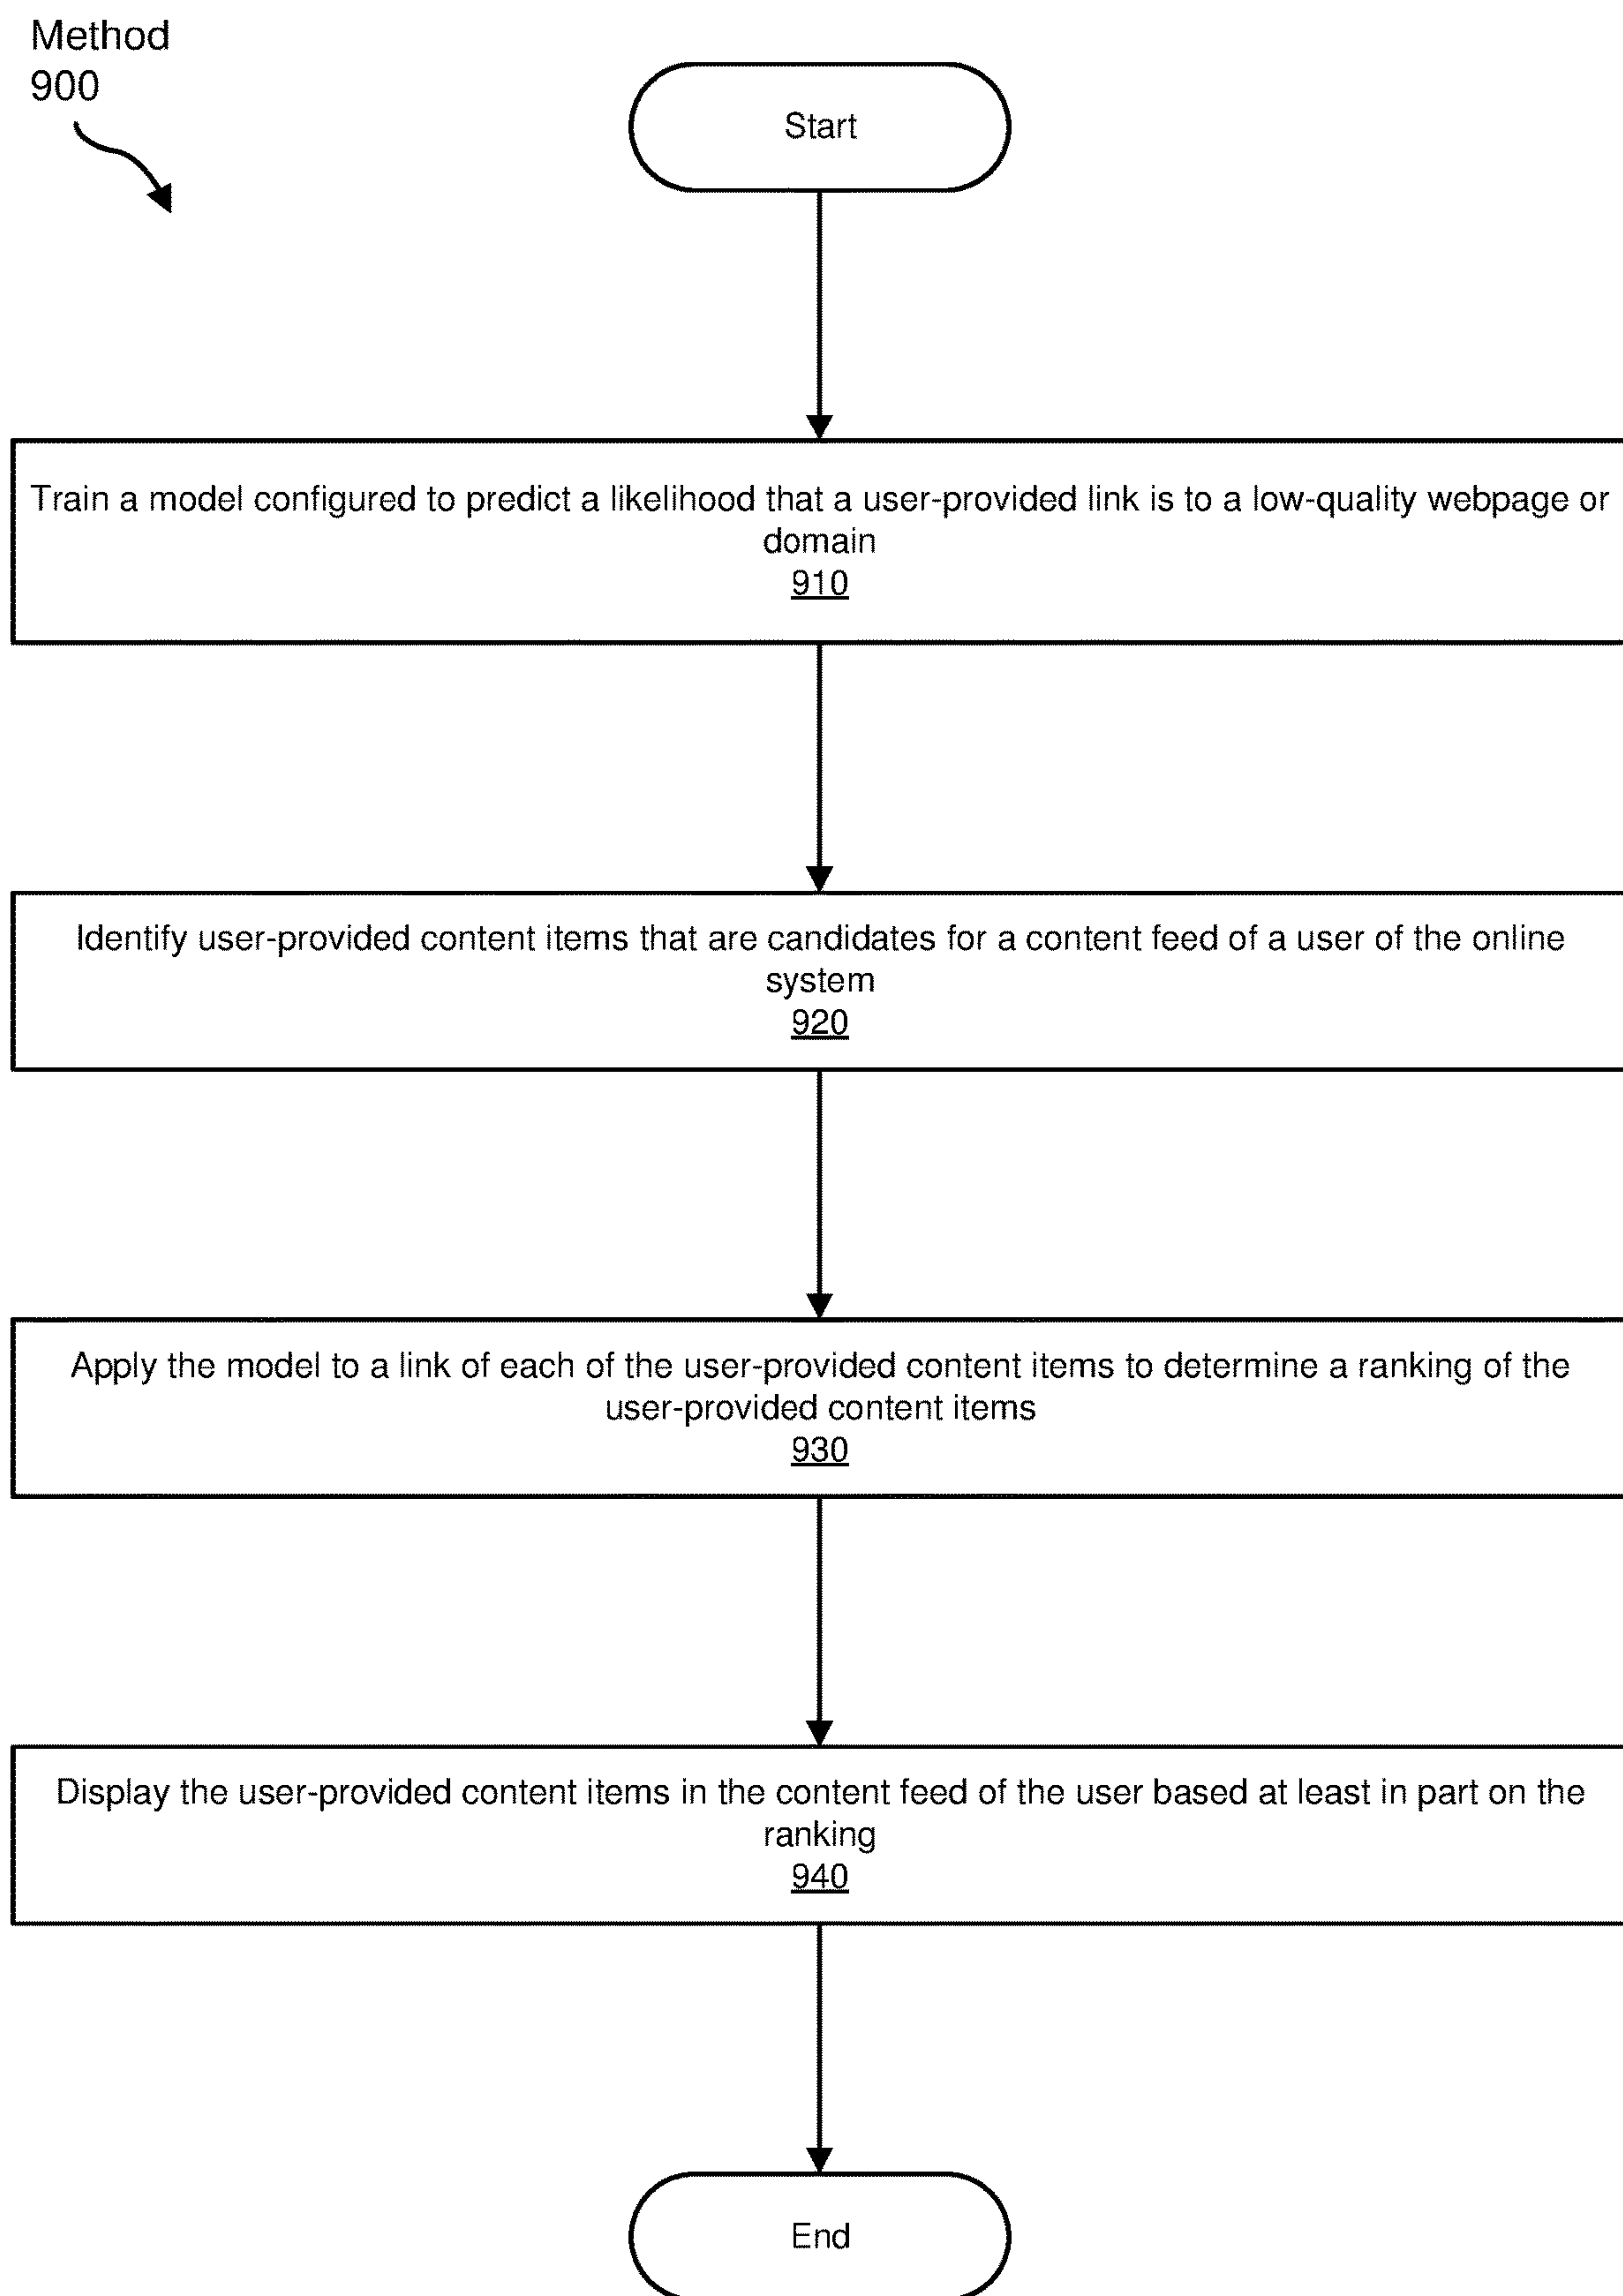 Method
900
Start
Train a model configured to predict a likelihood that a user-provided link is to a low-quality webpage or
domain
910
Identify user-provided content items that are candidates for a content feed of a user of the online
system
920
Apply the model to a link of each of the user-provided content items to determine a ranking of the
user-provided content items
930
Display the user-provided content items in the content feed of the user based at least in part on the
ranking
940
End